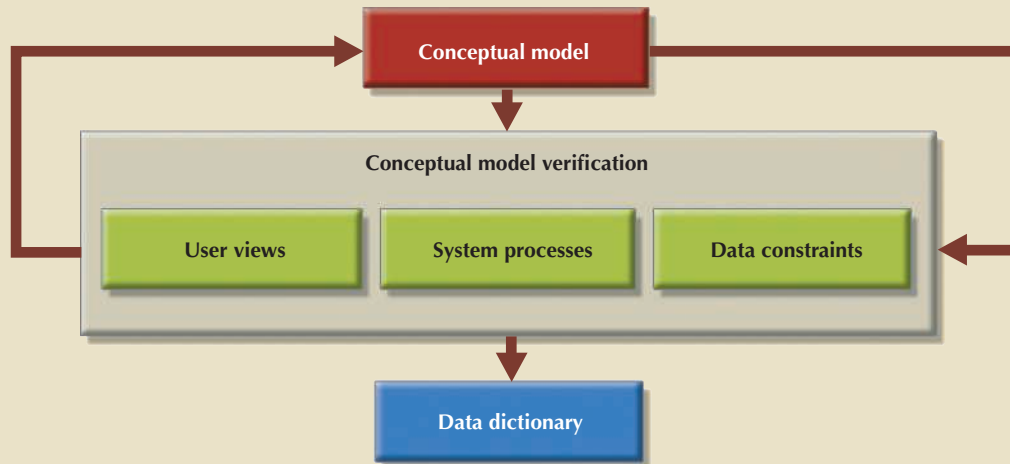 Conceptual model
Conceptual model verification
User views
System processes
Data constraints
Data dictionary